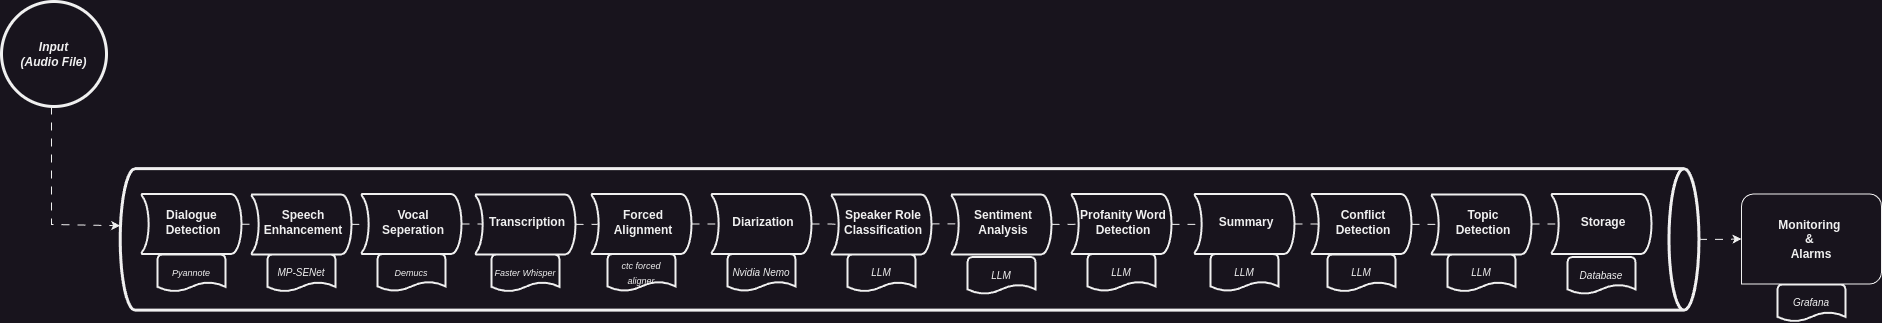 Input
(Audio File)
Dialogue
Detection
Pyannote
Speech
Enhancement
MP-SENet
Vocal
Seperation
Demucs
Transcription
Faster Whisper
Forced
Alignment
ctc forced
aligner
Diarization
Nvidia Nemo
Speaker Role
Classification
LLM
Sentiment
Analysis
LLM
Profanity Word
Detection
LLM
Summary
LLM
Conflict
Detection
LLM
Topic
Detection
LLM
Storage
Database
Monitoring
&
Alarms
Grafana